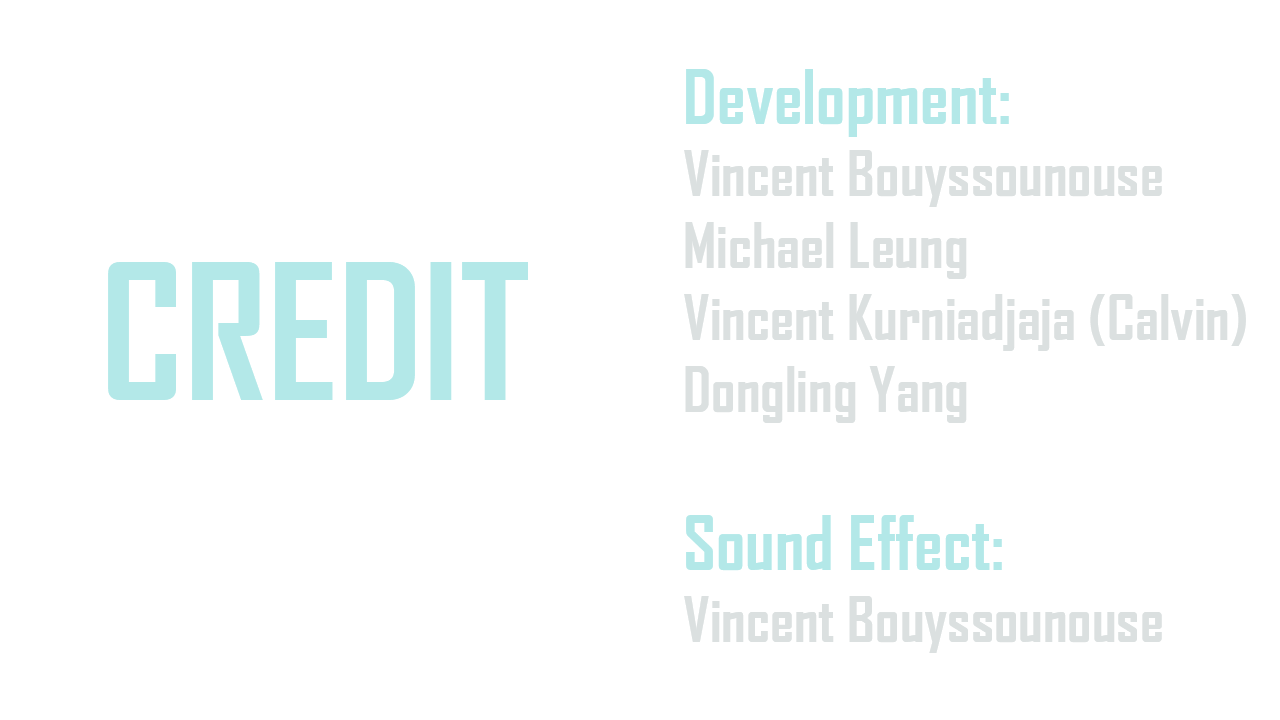 CREDIT
Development:
Vincent Bouyssounouse
Michael Leung
Vincent Kurniadjaja (Calvin)
Dongling Yang
Sound Effect:
Vincent Bouyssounouse